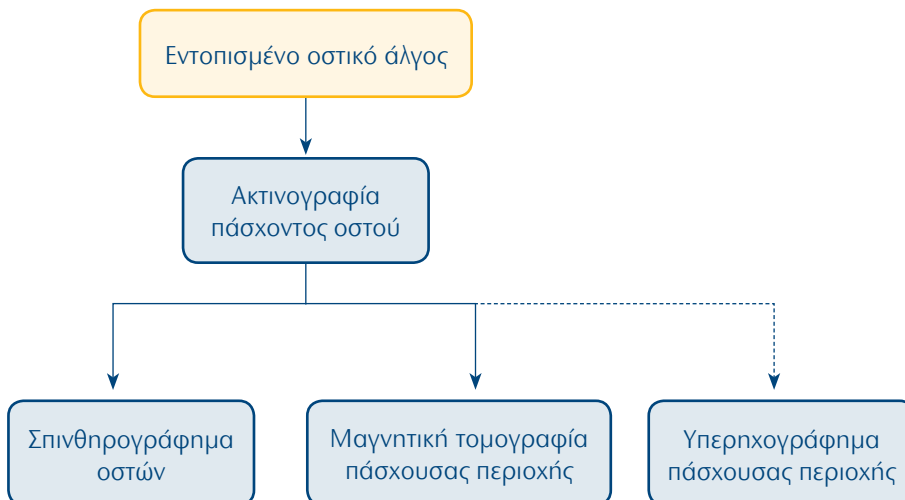 Εντοπισμένο οστικό άλγος
Ακτινογραφία
πάσχοντος οστού
Σπινθηρογράφημα
οστών
Μαγνητική τομογραφία
πάσχουσας περιοχής
Υπερηχογράφημα
πάσχουσας περιοχής